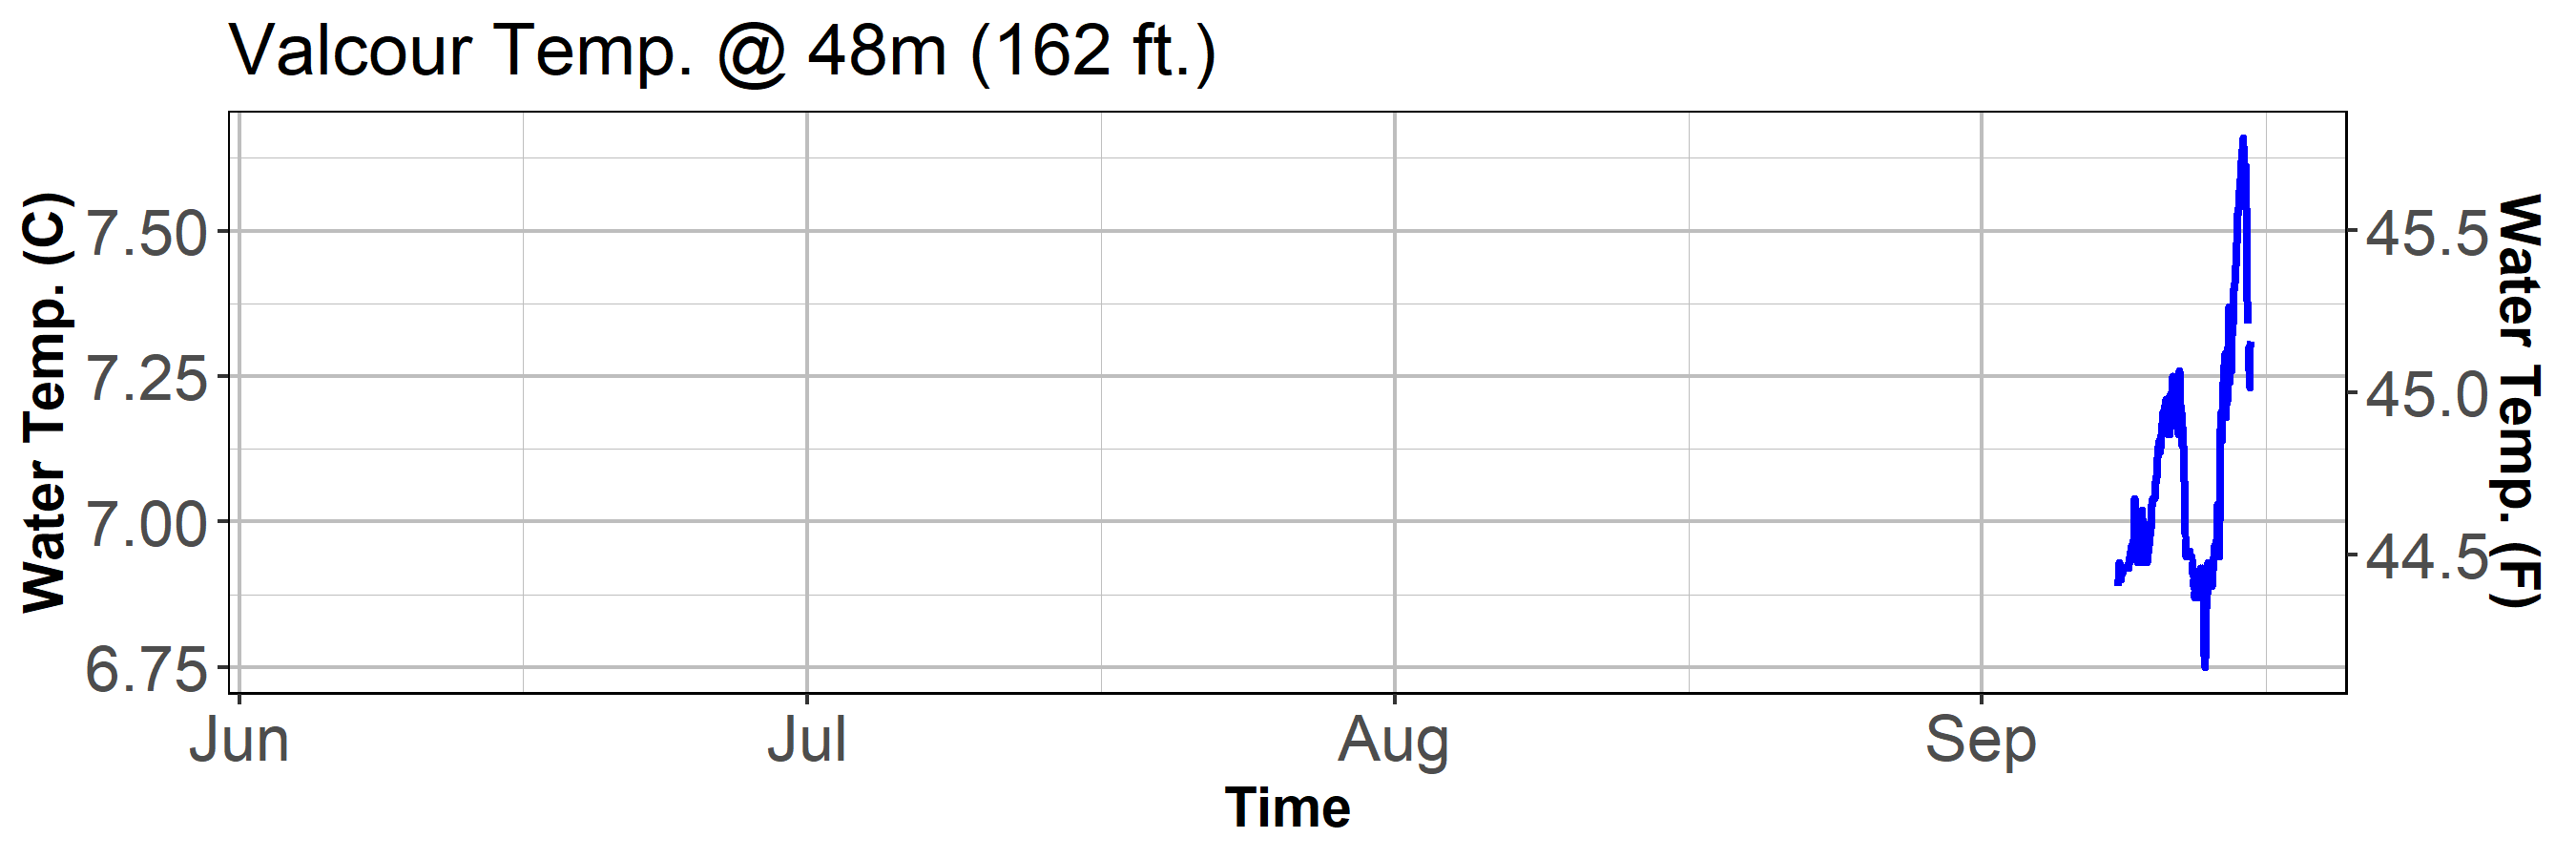 Valcour Temp. @ 48m (162 ft.)
Water Temp. (C)
7.50
7.25
7.00
6.75
45.5
45.0
44.5
Water Temp. (F)
Jun Jul Aug Sep
Time